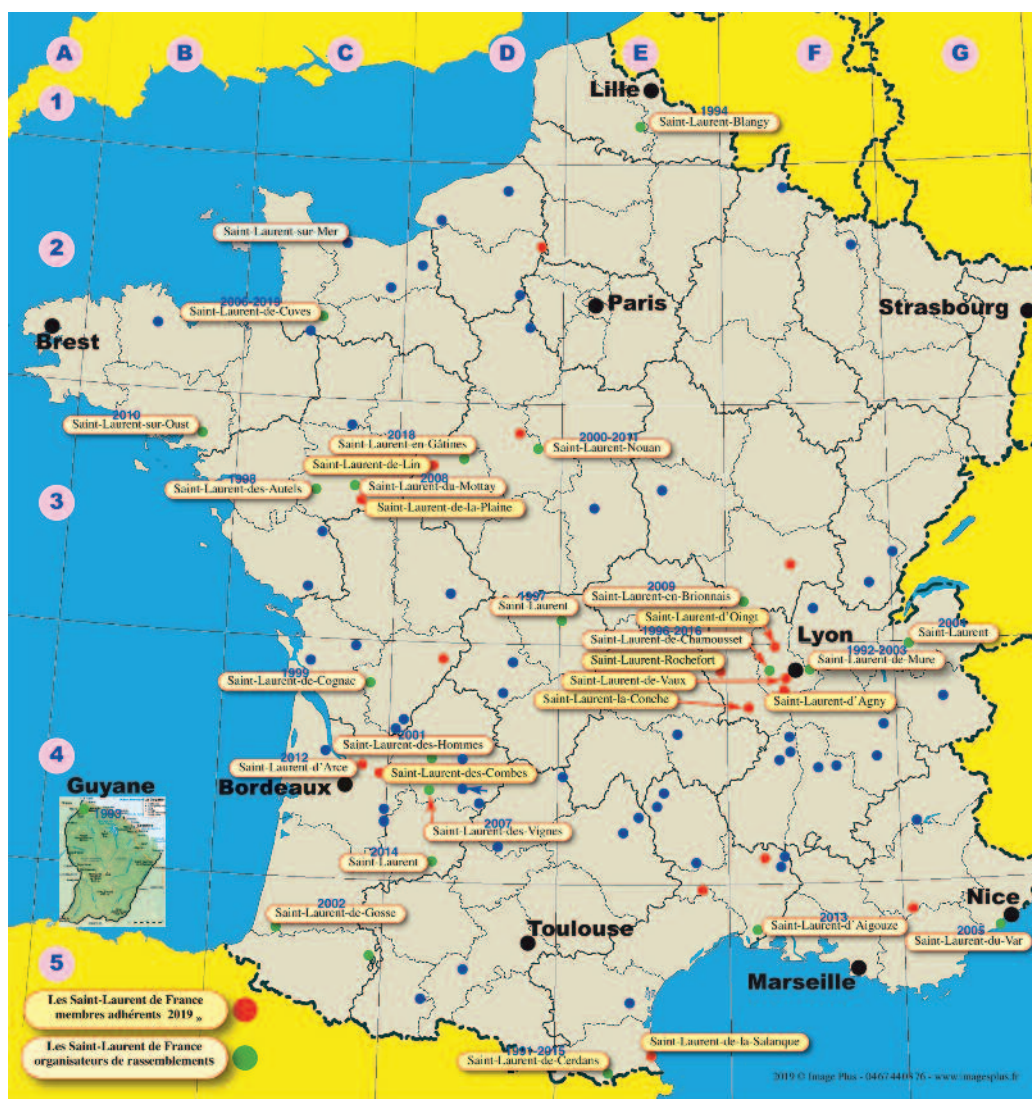 A
B
C
D
E
F
G
1
Lille
1994
Saint-Laurent-Blangy
Saint-Laurent-sur-Mer
2
2006-2019
Saint-Laurent-de-Cuves
Paris
Strasbourg
Brest
2010
Saint-Laurent-sur-Oust
2018
Saint-Laurent-en-Gâtines
2000-2011
Saint-Laurent-Nouan
Saint-Laurent-de-Lin
1998
Saint-Laurent-des-Autels
2008
Saint-Laurent-du-Mottay
3
Saint-Laurent-de-la-Plaine
2009
Saint-Laurent-en-Brionnais
1997
Saint-Laurent
Saint-Laurent-d'Oingt
2004
Saint-Laurent
1996-2016
Saint-Laurent-de-Chamousset
Lyon
1992-2003
Saint-Laurent-de-Mure
Saint-Laurent-Rochefort
1999
Saint-Laurent-de-Cognac
Saint-Laurent-de-Vaux
Saint-Laurent-la-Conche
Saint-Laurent-d'Agny
2001
Saint-Laurent-des-Hommes
4
2012
Saint-Laurent-d'Arce
Saint-Laurent-des-Combes
Guyane
1993
Bordeaux
2007
Saint-Laurent-des-Vignes
2014
Saint-Laurent
2002
Saint-Laurent-de-Gosse
Toulouse
2013
Saint-Laurent-d'Aigouze
Nice
2005
Saint-Laurent-du-Var
5
Marseille
Les Saint-Laurent de France
membres adhérents 2019 »
Les Saint-Laurent de France
organisateurs de rassemblements
Saint-Laurent-de-la-Salanque
1991-2015
Saint-Laurent-de-Cerdans
2019 © Image Plus - 0467440376 - www.imagesplus.fr